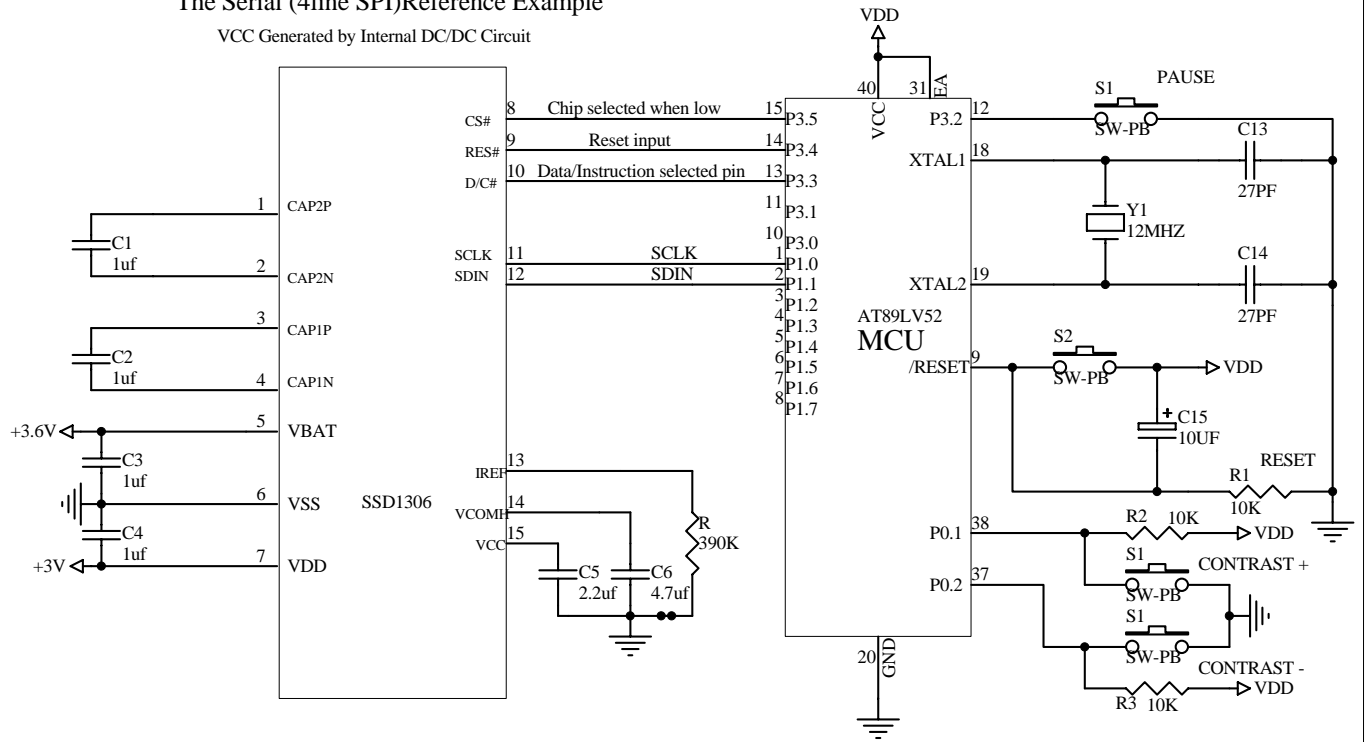 The Serial (4line SPI)Reference Example
VCC Generated by Internal DC/DC Circuit
1 CAP2P
C1
1uf
2 CAP2N
3 CAP1P
C2
1uf
4 CAP1N
+3.6V 5 VBAT
C3
1uf
6 VSS
C4
1uf
+3V 7 VDD
SSD1306
CS# 8 Chip selected when low 15 P3.5
RES# 9 Reset input 14 P3.4
D/C# 10 Data/Instruction selected pin 13 P3.3
11 P3.1
10 P3.0
SCLK 11 SCLK 1 P1.0
SDIN 12 SDIN 2 P1.1
3 P1.2
4 P1.3
5 P1.4
6 P1.5
7 P1.6
8 P1.7
IREF 13
VCOMH 14
VCC 15
R
390K
C5
2.2uf
C6
4.7uf
VDD
40 VCC
31 EA
AT89LV52
MCU
20 GND
P3.2 12
S1
SW-PB
PAUSE
XTAL1 18
C13
27PF
Y1
12MHZ
XTAL2 19
C14
27PF
/RESET 9
S2
SW-PB
VDD
+
C15
10UF
RESET
R1
10K
P0.1 38
R2 10K VDD
S1
SW-PB
CONTRAST +
P0.2 37
S1
SW-PB
CONTRAST -
R3 10K VDD